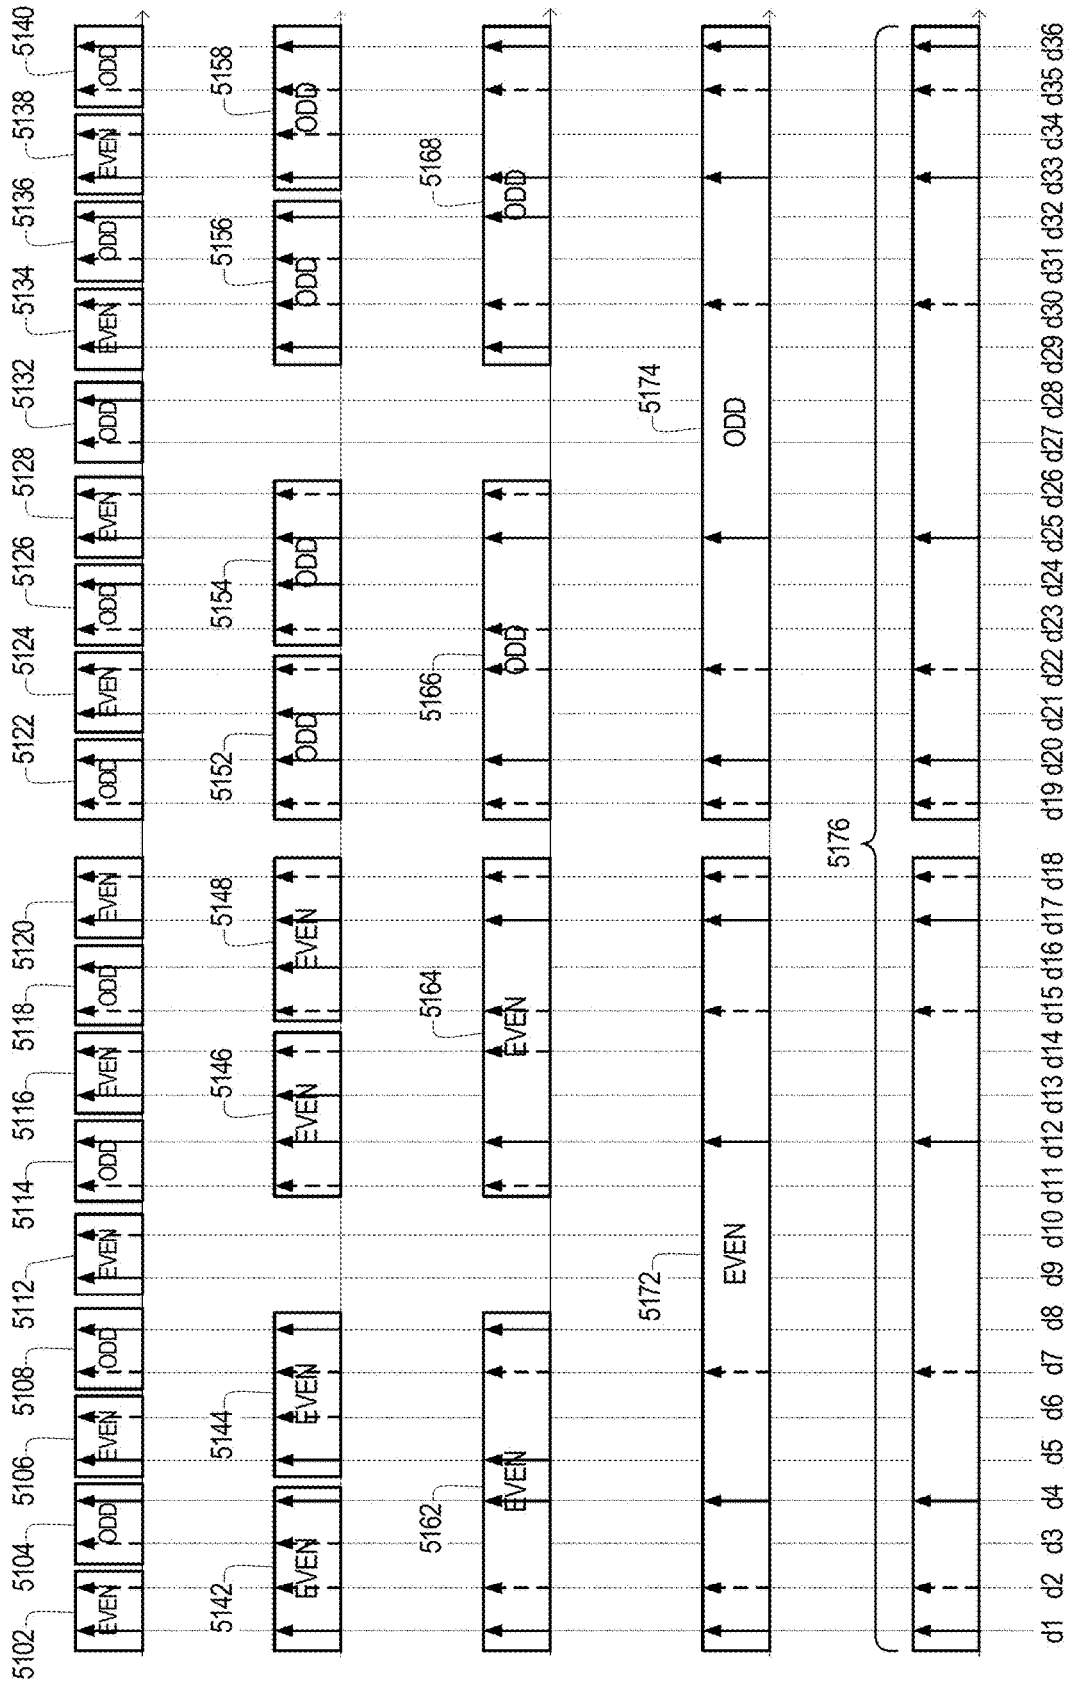 5102 5104 5106 5108 5112 5114 5116 5118 5120 5122 5124 5126 5128 5132 5134 5136 5138 5140
EVEN ODD EVEN ODD EVEN ODD EVEN ODD EVEN ODD EVEN ODD EVEN ODD EVEN ODD EVEN ODD
5142 5144 5146 5148 5152 5154 5156 5158
EVEN EVEN EVEN EVEN ODD ODD ODD ODD
5162 5164 5166 5168
EVEN EVEN ODD ODD
5172 5174
EVEN ODD
5176
d1 d2 d3 d4 d5 d6 d7 d8 d9 d10 d11 d12 d13 d14 d15 d16 d17 d18 d19 d20 d21 d22 d23 d24 d25 d26 d27 d28 d29 d30 d31 d32 d33 d34 d35 d36